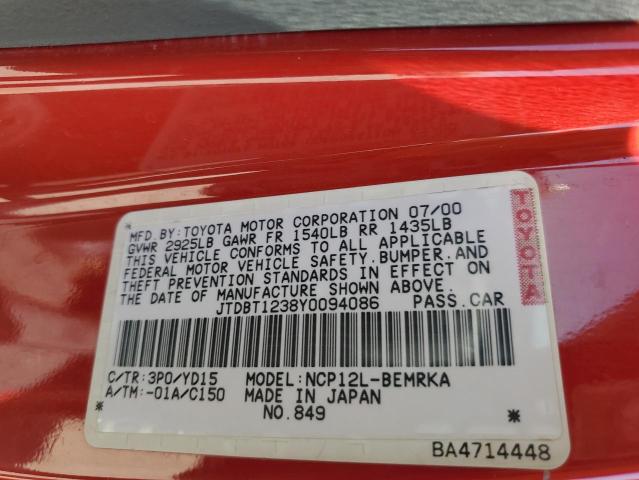 MFD.BY:TOYOTA MOTOR CORPORATION 07/00
GVWR 2925LB GAWR FR 1540LB RR 1435LB
THIS VEHICLE CONFORMS TO ALL APPLICABLE
FEDERAL MOTOR VEHICLE SAFETY,BUMPER,AND
THEFT PREVENTION STANDARDS IN EFFECT ON
THE DATE OF MANUFACTURE SHOWN ABOVE.
JTDBT1238Y0094086 PASS.CAR
TOYOTA
C/TR:3P0/YD15 MODEL:NCP12L-BEMRKA
A/TM:-01A/C150 MADE IN JAPAN
* NO.849 *
BA4714448